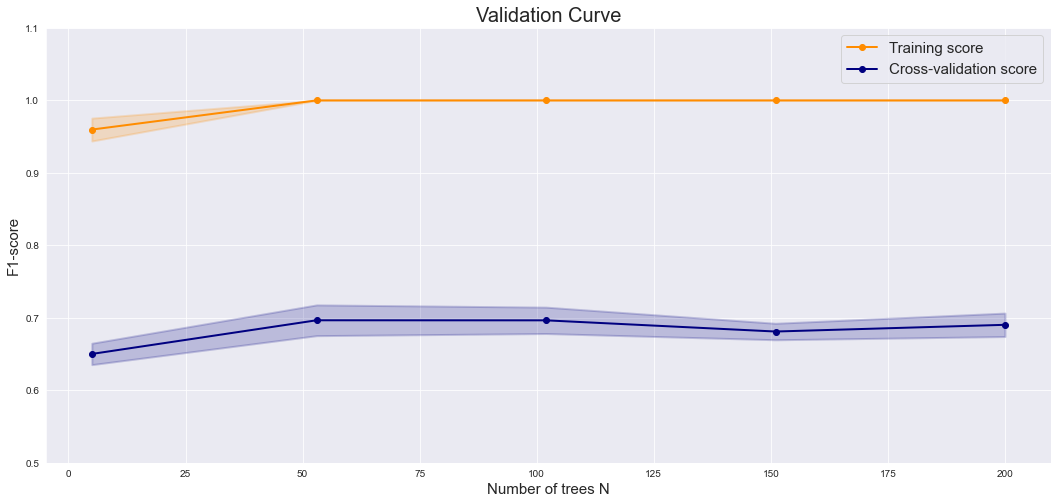 Validation Curve
Training score
Cross-validation score
F1-score
1.1
1.0
0.9
0.8
0.7
0.6
0.5
0 25 50 75 100 125 150 175 200
Number of trees N